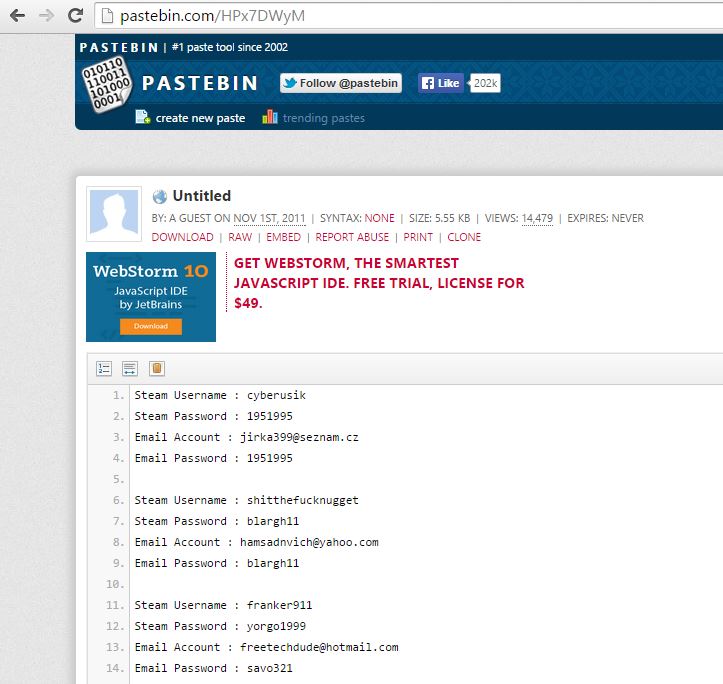 pastebin.com/HPx7DWyM
PASTEBIN | #1 paste tool since 2002
010110
110011
101000
0001
PASTEBIN Follow @pastebin Like 202k
create new paste trending pastes
Untitled
BY: A GUEST ON NOV 1ST, 2011 | SYNTAX: NONE | SIZE: 5.55 KB | VIEWS: 14,479 | EXPIRES: NEVER
DOWNLOAD | RAW | EMBED | REPORT ABUSE | PRINT | CLONE
WebStorm 10
JavaScript IDE
by JetBrains
Download
GET WEBSTORM, THE SMARTEST
JAVASCRIPT IDE. FREE TRIAL, LICENSE FOR
$49.
1. Steam Username : cyberusik
2. Steam Password : 1951995
3. Email Account : jirka399@seznam.cz
4. Email Password : 1951995
5.
6. Steam Username : shitthefucknugget
7. Steam Password : blargh11
8. Email Account : hamsadnvich@yahoo.com
9. Email Password : blargh11
10.
11. Steam Username : franker911
12. Steam Password : yorgo1999
13. Email Account : freetechdude@hotmail.com
14. Email Password : savo321